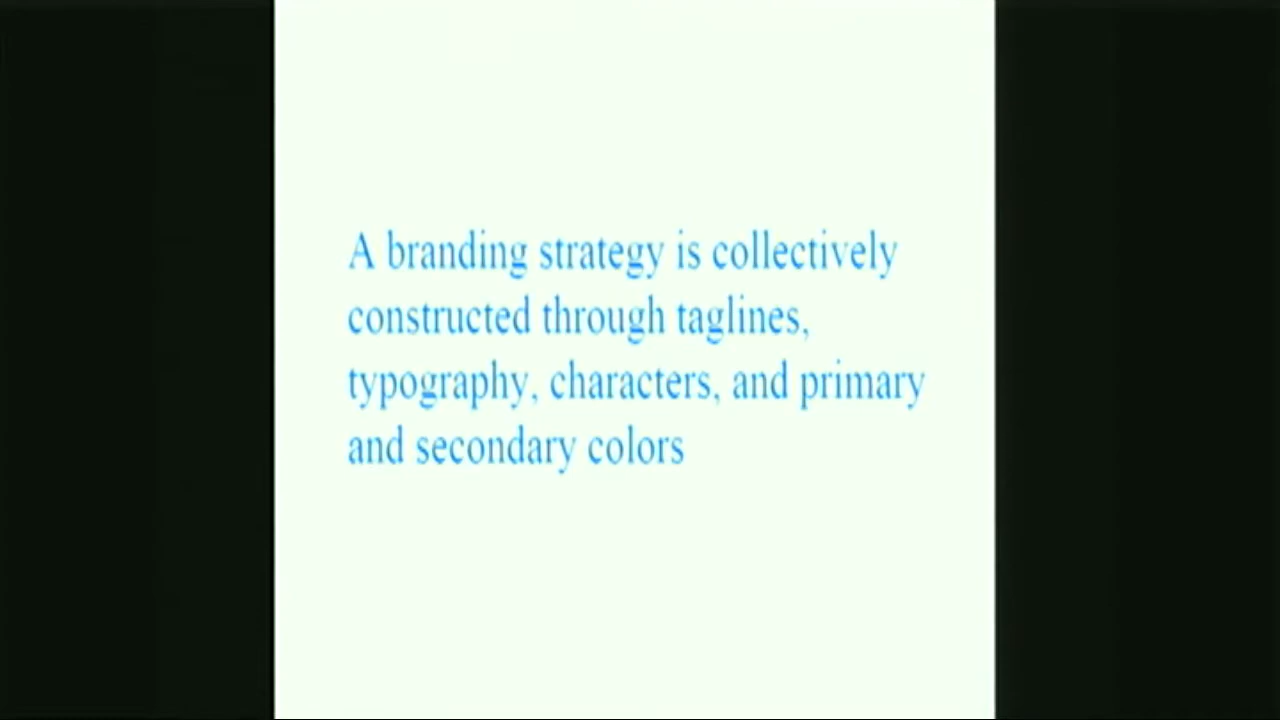 A branding strategy is collectively
constructed through taglines,
typography, characters, and primary
and secondary colors